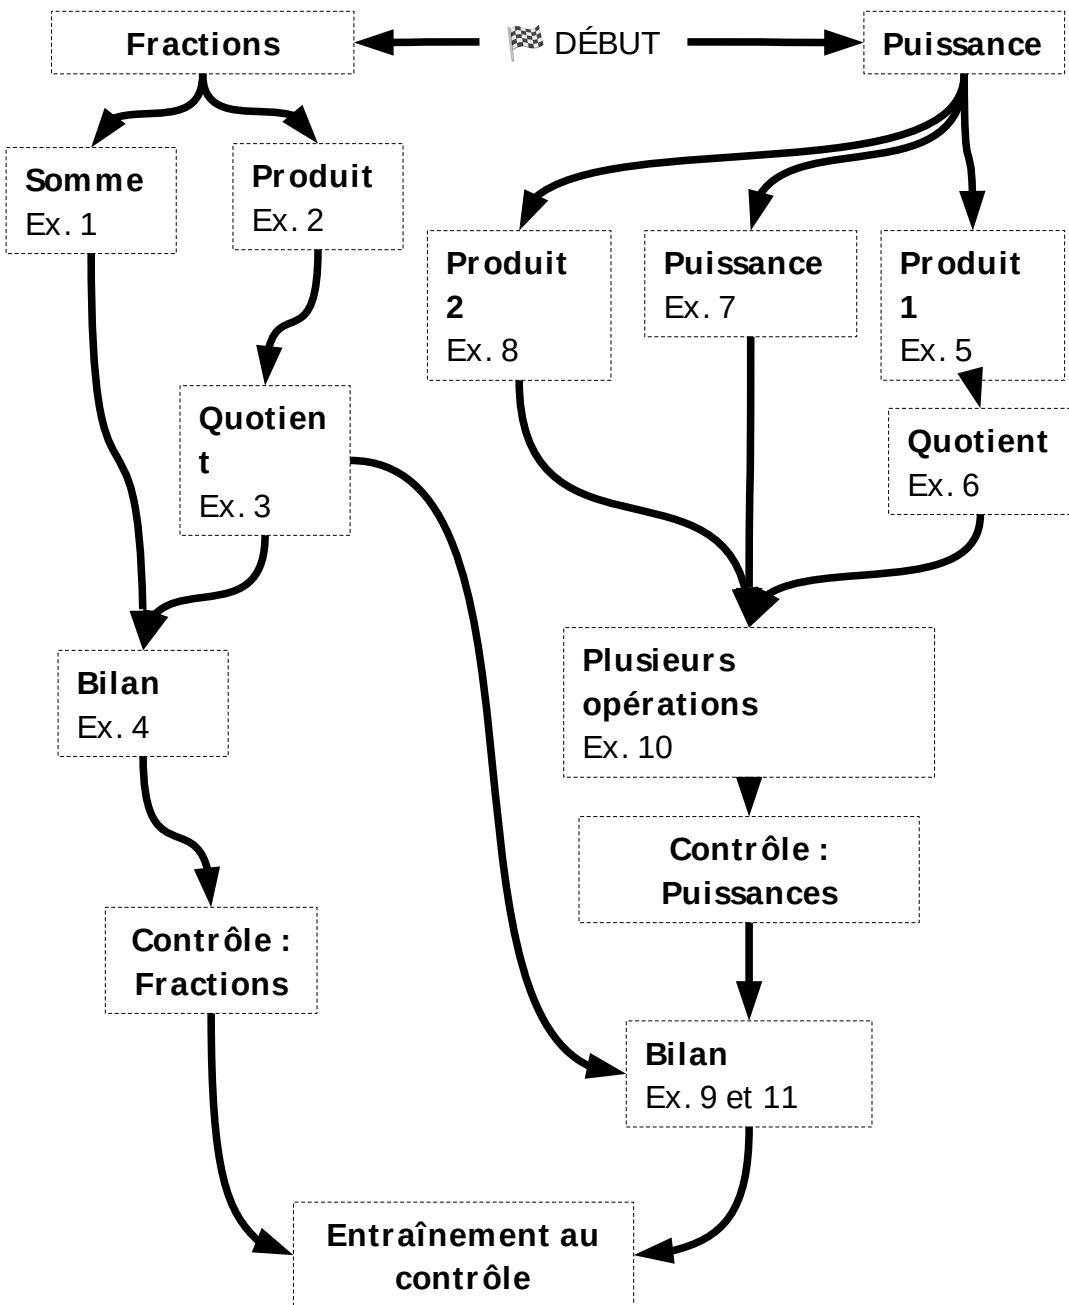 Fractions
🏁 DÉBUT
Puissance
Somme
Ex. 1
Produit
Ex. 2
Produit
2
Ex. 8
Puissance
Ex. 7
Produit
1
Ex. 5
Quotien
t
Ex. 3
Quotient
Ex. 6
Bilan
Ex. 4
Plusieurs
opérations
Ex. 10
Contrôle :
Puissances
Contrôle :
Fractions
Bilan
Ex. 9 et 11
Entraînement au
contrôle